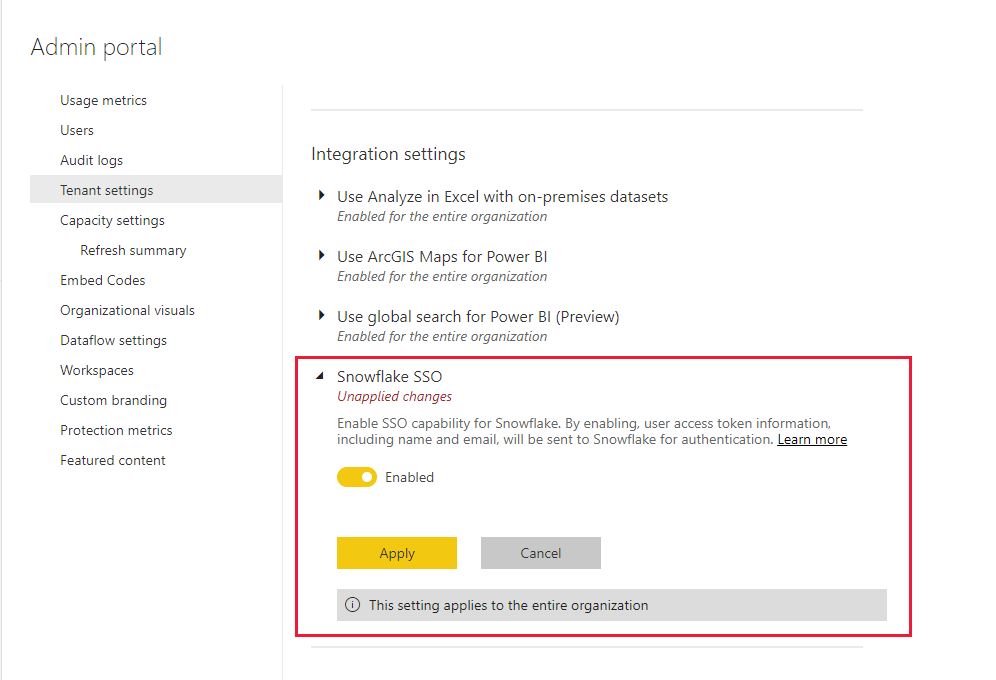 Admin portal
Usage metrics
Users
Audit logs
Tenant settings
Capacity settings
Refresh summary
Embed Codes
Organizational visuals
Dataflow settings
Workspaces
Custom branding
Protection metrics
Featured content
Integration settings
Use Analyze in Excel with on-premises datasets
Enabled for the entire organization
Use ArcGIS Maps for Power BI
Enabled for the entire organization
Use global search for Power BI (Preview)
Enabled for the entire organization
Snowflake SSO
Unapplied changes
Enable SSO capability for Snowflake. By enabling, user access token information,
including name and email, will be sent to Snowflake for authentication. Learn more
Enabled
Apply
Cancel
This setting applies to the entire organization